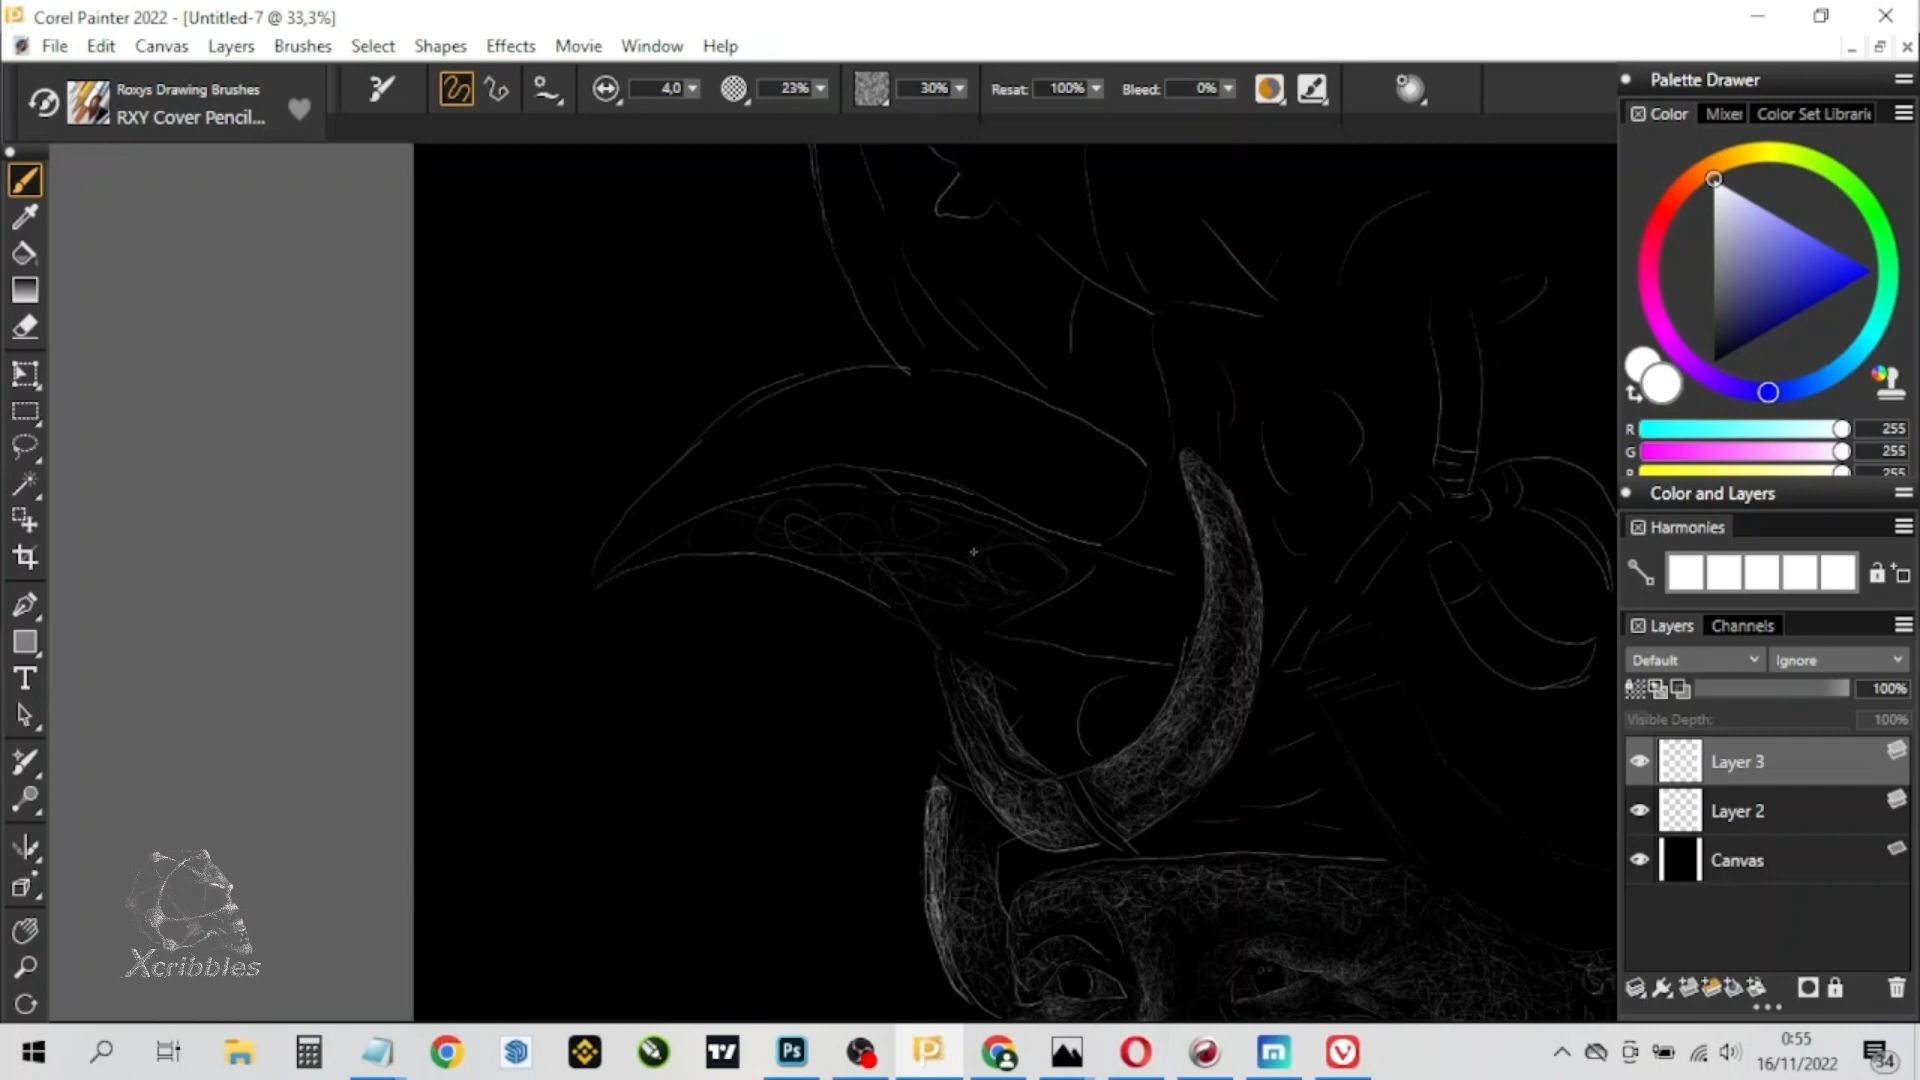 Corel Painter 2022 - [Untitled-7 @ 33,3%]
File Edit Canvas Layers Brushes Select Shapes Effects Movie Window Help
Roxys Drawing Brushes
RXY Cover Pencil...
4,0 23% 30% Resat: 100% Bleed: 0%
Palette Drawer
Color Mixer Color Set Librarie
R 255
G 255
255
Color and Layers
Harmonies
Layers Channels
Default Ignore
100%
Visible Depth: 100%
Layer 3
Layer 2
Canvas
T
Xcribbles
Ps
0:55
16/11/2022
34